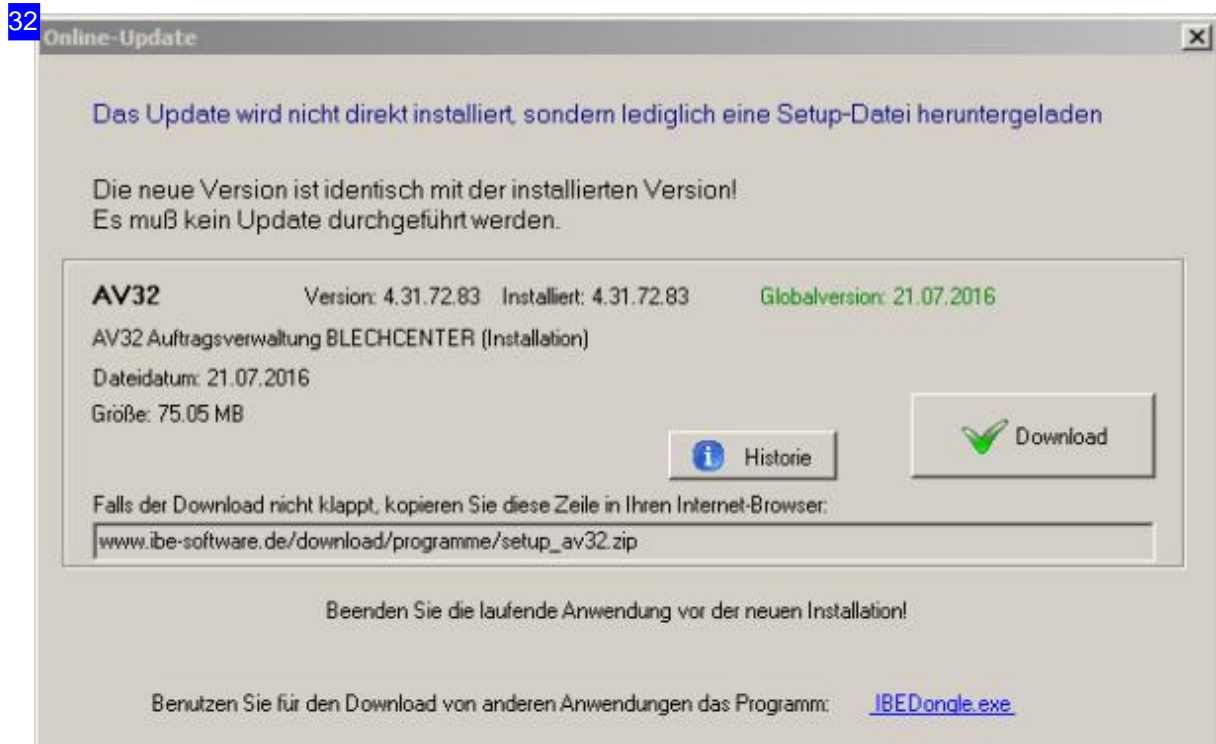 32
Online-Update
Das Update wird nicht direkt installiert, sondern lediglich eine Setup-Datei heruntergeladen
Die neue Version ist identisch mit der installierten Version!
Es muß kein Update durchgeführt werden.
AV32 Version: 4.31.72.83 Installiert: 4.31.72.83 Globalversion: 21.07.2016
AV32 Auftragsverwaltung BLECHCENTER (Installation)
Dateidatum: 21.07.2016
Größe: 75.05 MB
Historie
Download
Falls der Download nicht klappt, kopieren Sie diese Zeile in Ihren Internet-Browser:
www.ibe-software.de/download/programme/setup_av32.zip
Beenden Sie die laufende Anwendung vor der neuen Installation!
Benutzen Sie für den Download von anderen Anwendungen das Programm: IBEDongle.exe